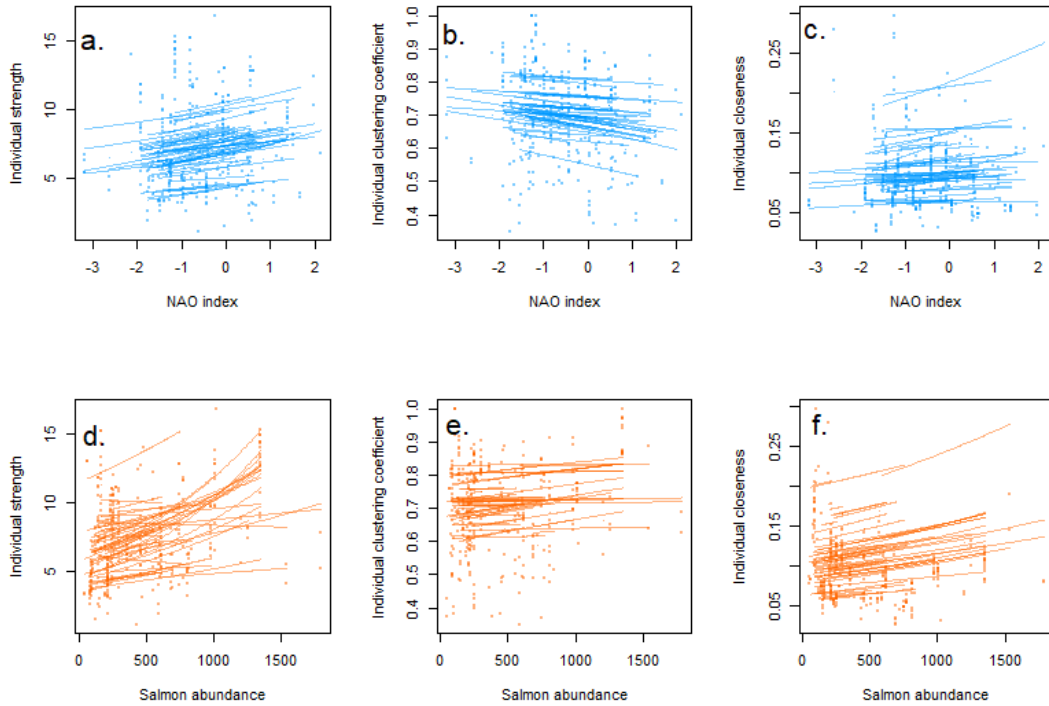 a.
Individual strength
5 10 15
-3 -2 -1 0 1 2
NAO index
b.
Individual clustering coefficient
0.4 0.5 0.6 0.7 0.8 0.9 1.0
-3 -2 -1 0 1 2
NAO index
c.
Individual closeness
0.05 0.15 0.25
-3 -2 -1 0 1 2
NAO index
d.
Individual strength
5 10 15
0 500 1000 1500
Salmon abundance
e.
Individual clustering coefficient
0.4 0.5 0.6 0.7 0.8 0.9 1.0
0 500 1000 1500
Salmon abundance
f.
Individual closeness
0.05 0.15 0.25
0 500 1000 1500
Salmon abundance